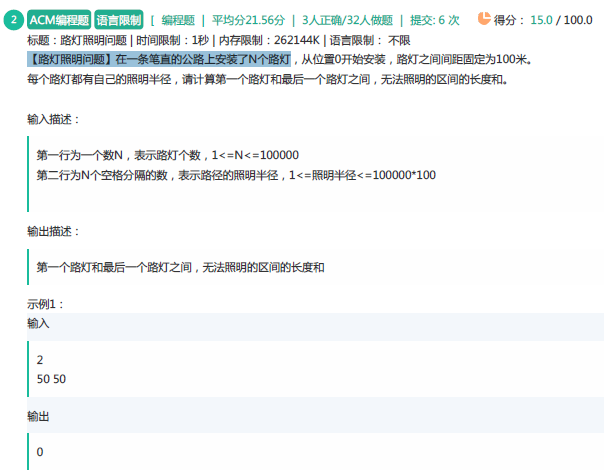 2 ACM编程题 语言限制 [ 编程题 | 平均分21.56分 | 3人正确/32人做题 | 提交: 6 次 得分： 15.0 / 100.0
标题：路灯照明问题 | 时间限制：1秒 | 内存限制：262144K | 语言限制： 不限
【路灯照明问题】在一条笔直的公路上安装了N个路灯，从位置0开始安装，路灯之间间距固定为100米。
每个路灯都有自己的照明半径，请计算第一个路灯和最后一个路灯之间，无法照明的区间的长度和。
输入描述：
第一行为一个数N，表示路灯个数，1<=N<=100000
第二行为N个空格分隔的数，表示路径的照明半径，1<=照明半径<=100000*100
输出描述：
第一个路灯和最后一个路灯之间，无法照明的区间的长度和
示例1：
输入
2
50 50
输出
0